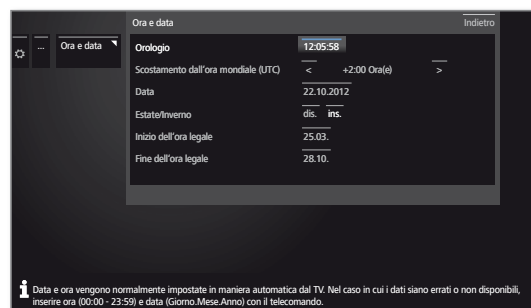 Ora e data Indietro
... Ora e data
Orologio 12:05:58
Scostamento dall'ora mondiale (UTC) < +2:00 Ora(e) >
Data 22.10.2012
Estate/Inverno dis. ins.
Inizio dell'ora legale 25.03.
Fine dell'ora legale 28.10.
Data e ora vengono normalmente impostate in maniera automatica dal TV. Nel caso in cui i dati siano errati o non disponibili,
inserire ora (00:00 - 23:59) e data (Giorno.Mese.Anno) con il telecomando.